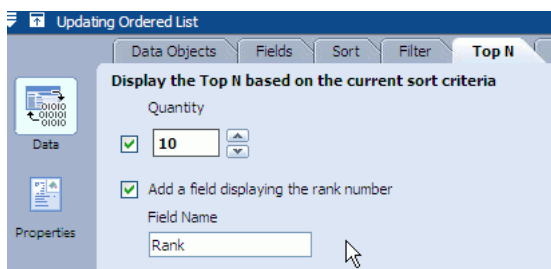 Updating Ordered List
Data Objects Fields Sort Filter Top N
Display the Top N based on the current sort criteria
Quantity
10
Data
Add a field displaying the rank number
Field Name
Properties
Rank